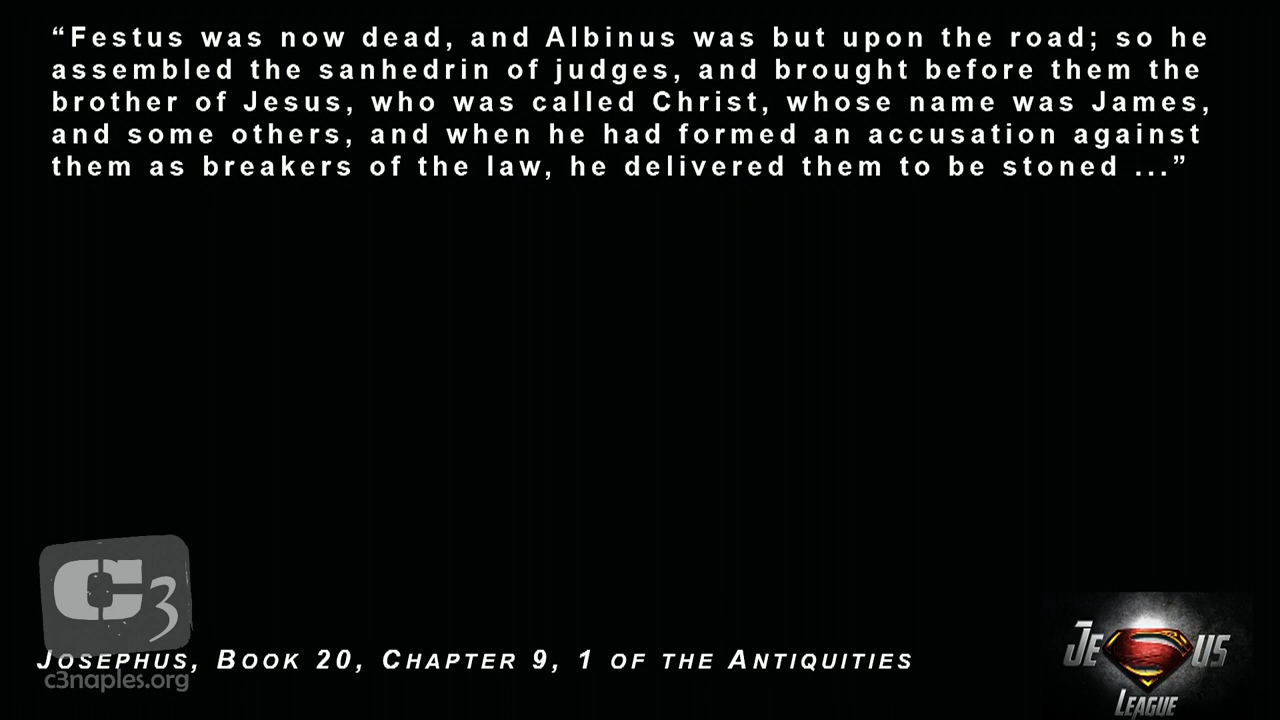 “Festus was now dead, and Albinus was but upon the road; so he
assembled the sanhedrin of judges, and brought before them the
brother of Jesus, who was called Christ, whose name was James,
and some others, and when he had formed an accusation against
them as breakers of the law, he delivered them to be stoned ...”
C3
Josephus, Book 20, Chapter 9, 1 of the Antiquities
c3naples.org
JeSus
League